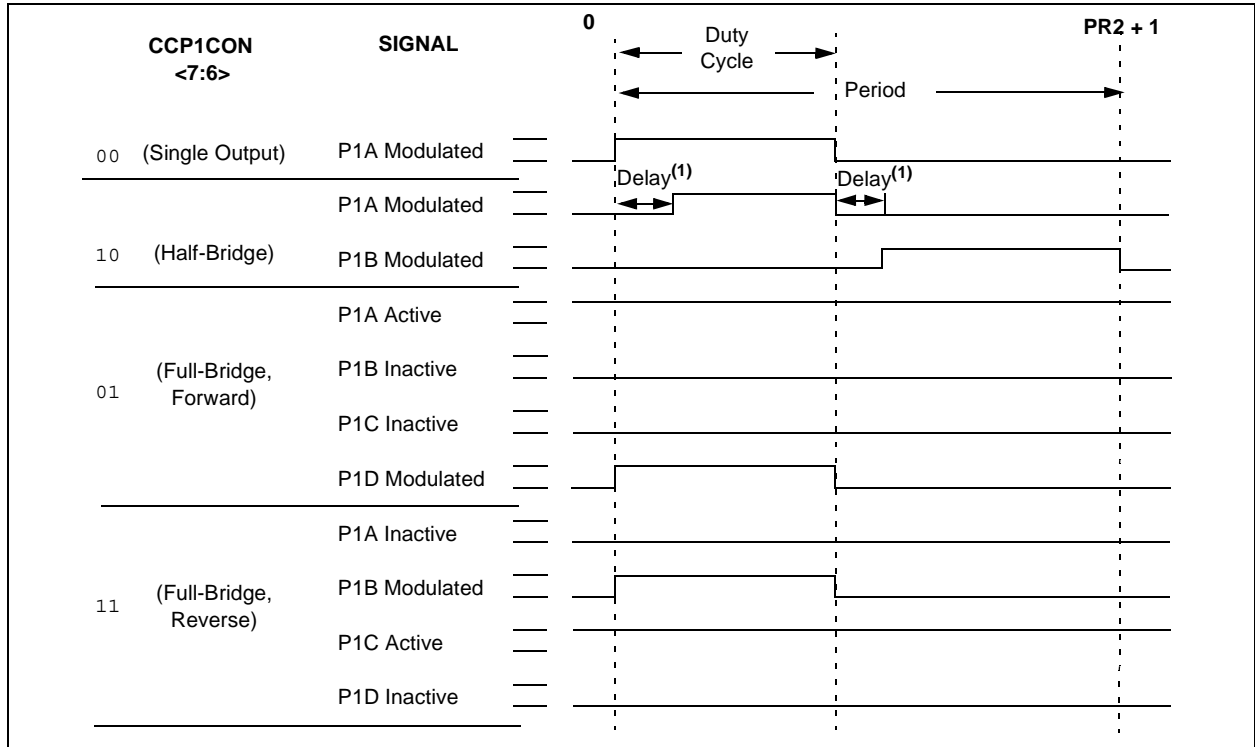 0
PR2 + 1
CCP1CON
<7:6>
SIGNAL
Duty
Cycle
Period
00 (Single Output) P1A Modulated
Delay(1) Delay(1)
P1A Modulated
10 (Half-Bridge) P1B Modulated
P1A Active
01 (Full-Bridge,
Forward)
P1B Inactive
P1C Inactive
P1D Modulated
P1A Inactive
11 (Full-Bridge,
Reverse)
P1B Modulated
P1C Active
P1D Inactive